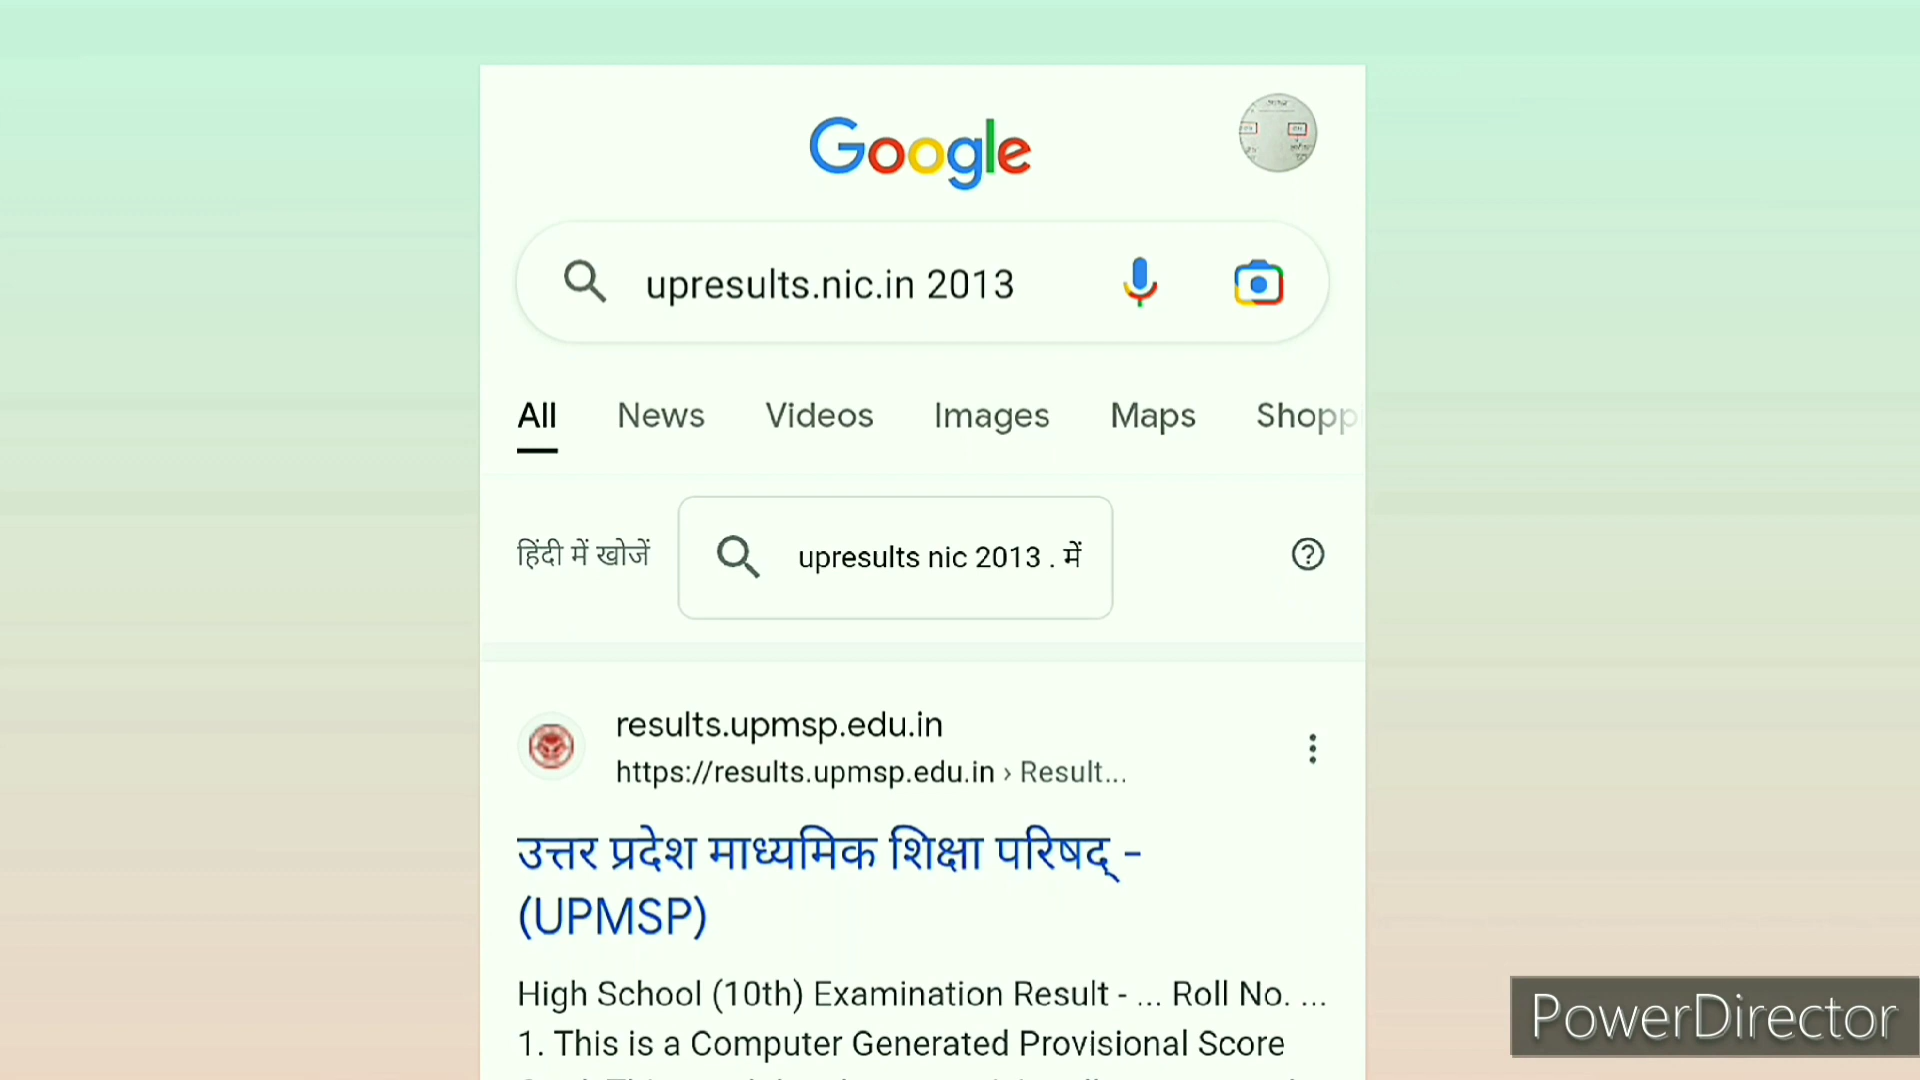 Google
upresults.nic.in 2013
All News Videos Images Maps Shopp
हिंदी में खोजें upresults nic 2013 . में
results.upmsp.edu.in
https://results.upmsp.edu.in › Result...
उत्तर प्रदेश माध्यमिक शिक्षा परिषद् -
(UPMSP)
High School (10th) Examination Result - ... Roll No. ...
1. This is a Computer Generated Provisional Score
PowerDirector